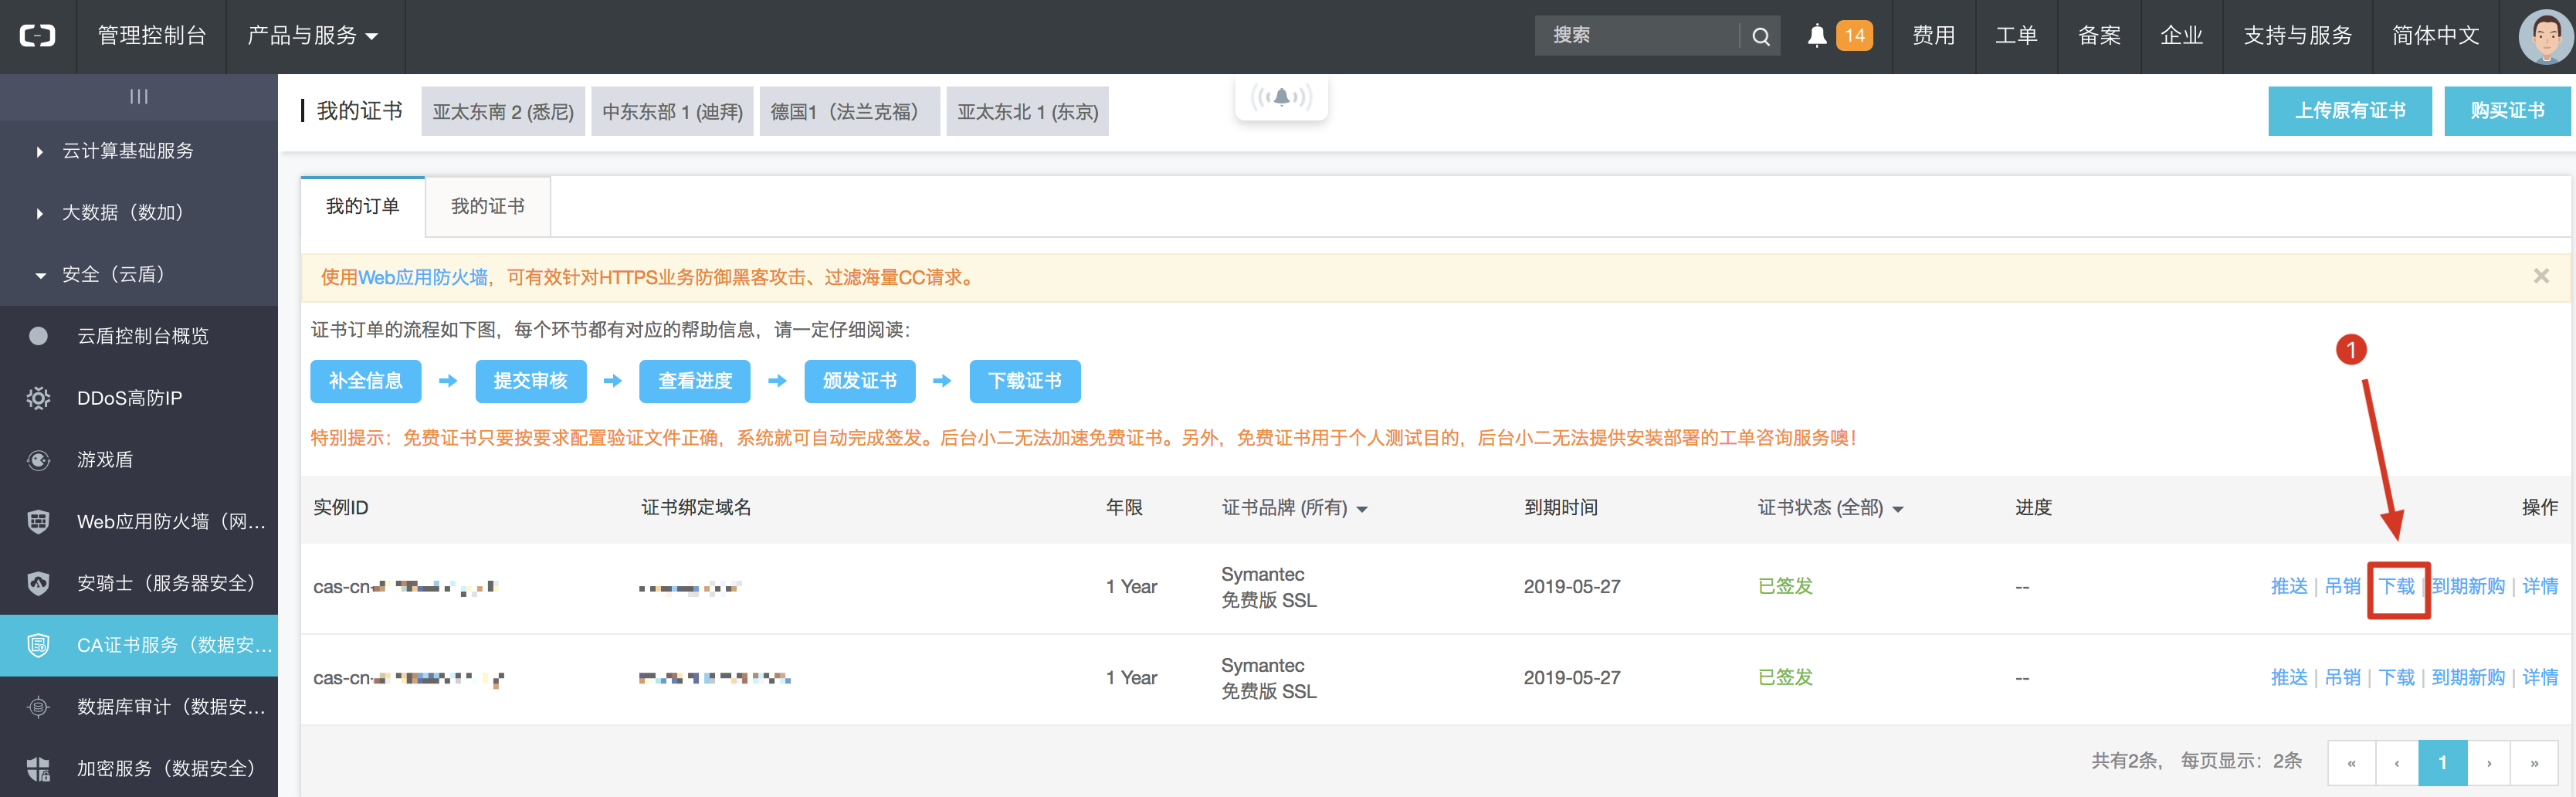 管理控制台 产品与服务 搜索 14 费用 工单 备案 企业 支持与服务 简体中文
我的证书 亚太东南 2 (悉尼) 中东东部 1 (迪拜) 德国1（法兰克福） 亚太东北 1 (东京) 上传原有证书 购买证书
云计算基础服务
大数据（数加）
安全（云盾）
云盾控制台概览
DDoS高防IP
游戏盾
Web应用防火墙（网...
安骑士（服务器安全）
CA证书服务（数据安...
数据库审计（数据安...
加密服务（数据安全）
我的订单 我的证书
使用Web应用防火墙，可有效针对HTTPS业务防御黑客攻击、过滤海量CC请求。
证书订单的流程如下图，每个环节都有对应的帮助信息，请一定仔细阅读：
补全信息 提交审核 查看进度 颁发证书 下载证书
1
特别提示：免费证书只要按要求配置验证文件正确，系统就可自动完成签发。后台小二无法加速免费证书。另外，免费证书用于个人测试目的，后台小二无法提供安装部署的工单咨询服务噢！
实例ID 证书绑定域名 年限 证书品牌 (所有) 到期时间 证书状态 (全部) 进度 操作
cas-cn- 1 Year Symantec 2019-05-27 已签发 -- 推送 | 吊销 | 下载 | 到期新购 | 详情
免费版 SSL
cas-cn- 1 Year Symantec 2019-05-27 已签发 -- 推送 | 吊销 | 下载 | 到期新购 | 详情
免费版 SSL
共有2条， 每页显示：2条 « ‹ 1 › »